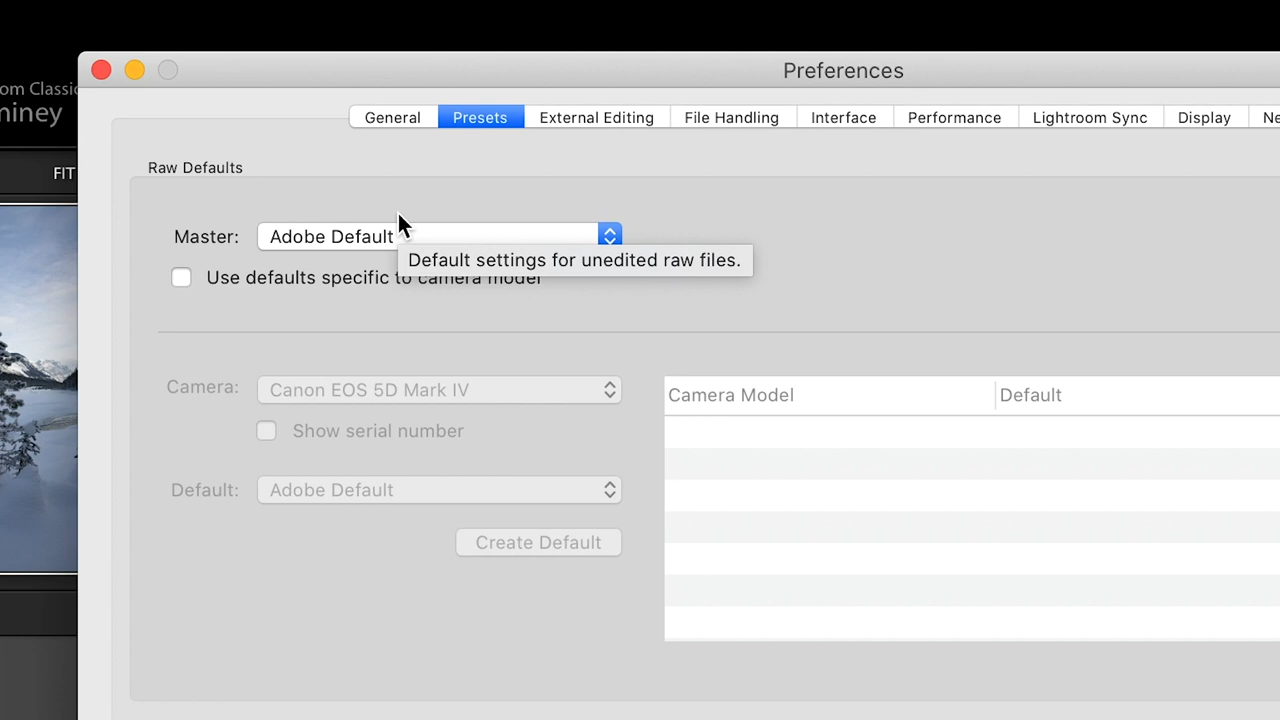 Preferences
om Classic
niney
General Presets External Editing File Handling Interface Performance Lightroom Sync Display Ne
Raw Defaults
FIT
Master: Adobe Default
Default settings for unedited raw files.
Use defaults specific to camera model
Camera: Canon EOS 5D Mark IV
Camera Model Default
Show serial number
Default: Adobe Default
Create Default